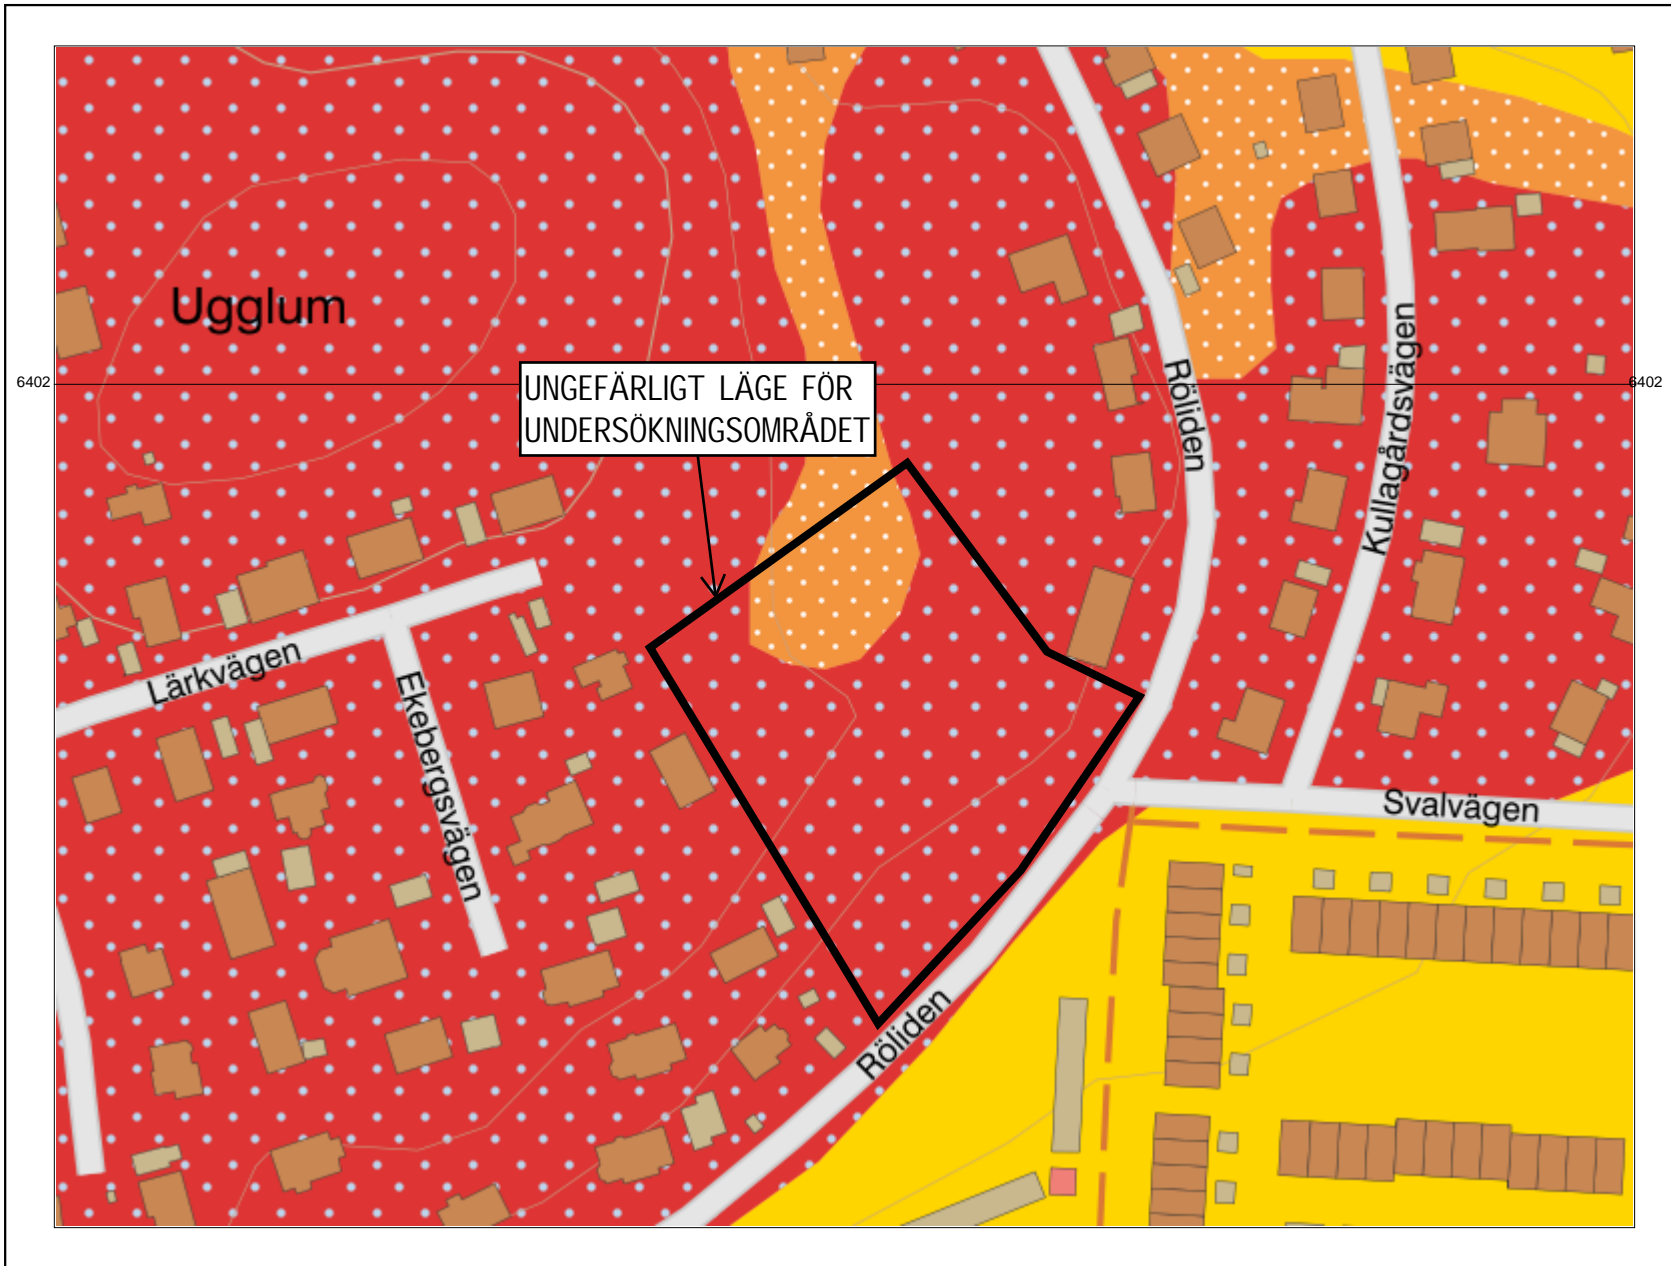 Ugglum
6402
6402
UNGEFÄRLIGT LÄGE FÖR
UNDERSÖKNINGSOMRÅDET
Röliden
Kullagårdsvägen
Lärkvägen
Ekebergsvägen
Svalvägen
Röliden